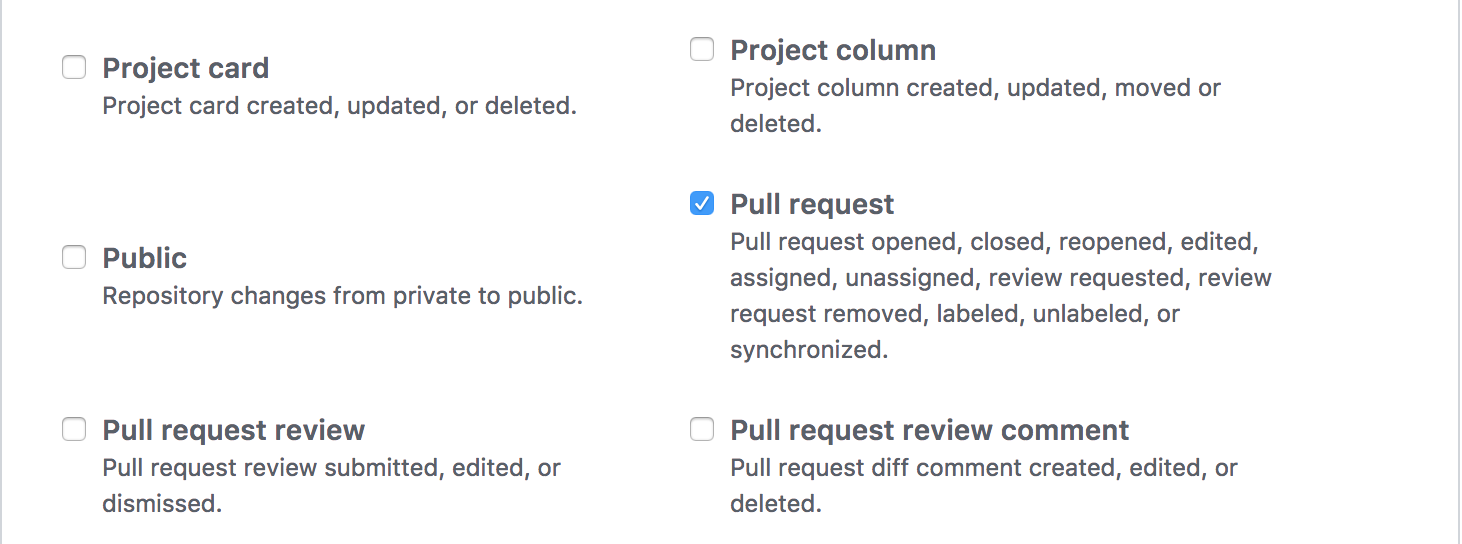 Project card
Project card created, updated, or deleted.
Project column
Project column created, updated, moved or
deleted.
Public
Repository changes from private to public.
Pull request
Pull request opened, closed, reopened, edited,
assigned, unassigned, review requested, review
request removed, labeled, unlabeled, or
synchronized.
Pull request review
Pull request review submitted, edited, or
dismissed.
Pull request review comment
Pull request diff comment created, edited, or
deleted.